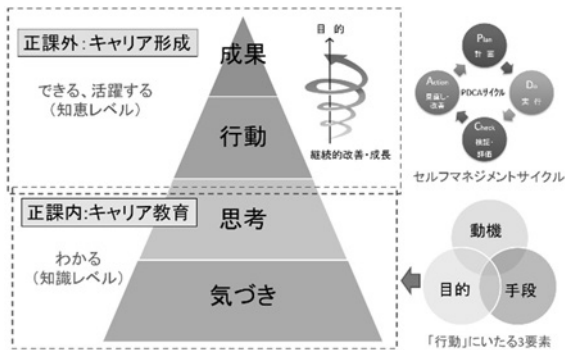 正課外：キャリア形成
できる、活躍する
（知恵レベル）
成果
行動
思考
気づき
目的
継続的改善・成長
正課内：キャリア教育
わかる
（知識レベル）
Plan
計画
Do
実行
Check
検証・
評価
Action
見直し・
改善
PDCAサイクル
セルフマネジメントサイクル
動機
目的
手段
「行動」にいたる3要素